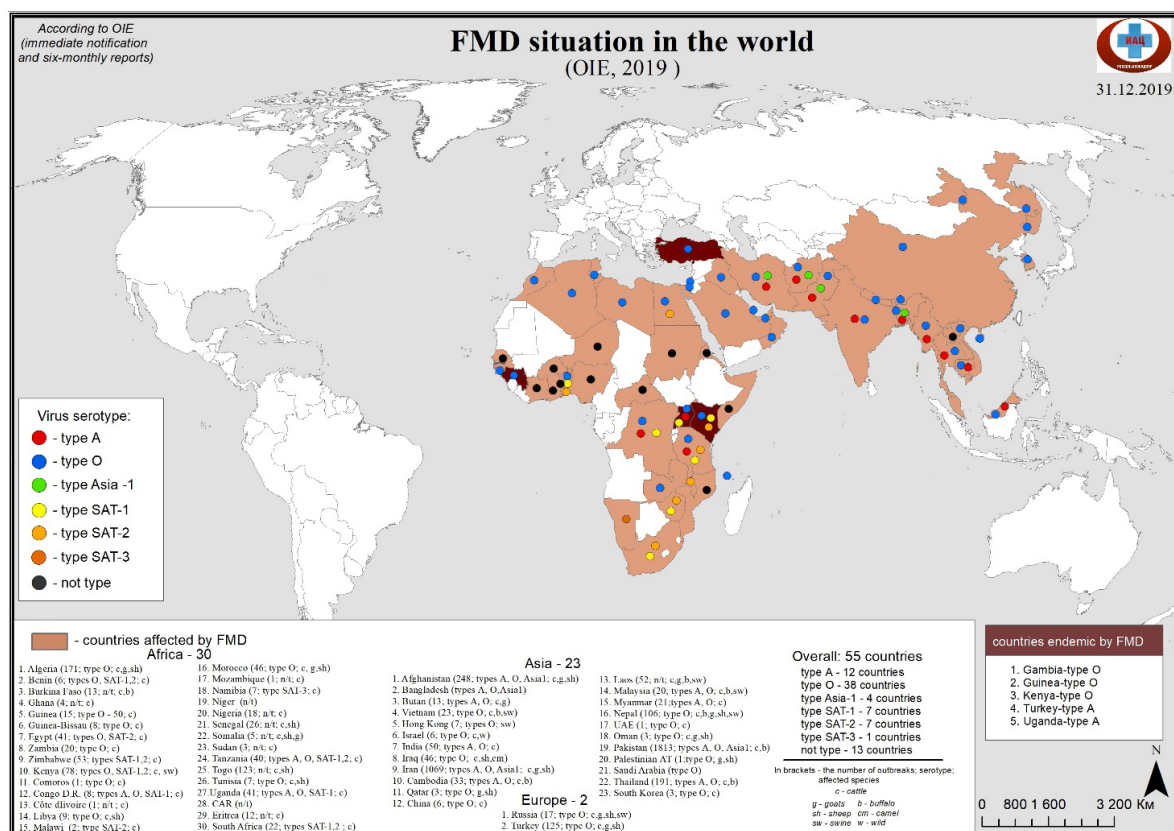 According to OIE
(immediate notification
and six-monthly reports)
FMD situation in the world
(OIE, 2019 )
ИАЦ
31.12.2019
Virus serotype:
- type A
- type O
- type Asia -1
- type SAT-1
- type SAT-2
- type SAT-3
- not type
- countries affected by FMD
Africa - 30
1. Algeria (171; type O; c,g,sh)
2. Benin (6; types O, SAT-1,2; c)
3. Burkina Faso (13; n/t; c,b)
4. Ghana (4; n/t; c)
5. Guinea (15; type O - 50; c)
6. Guinea-Bissau (8; type O; c)
7. Egypt (41; types O, SAT-2; c)
8. Zambia (20; type O; c)
9. Zimbabwe (53; types SAT-1,2; c)
10. Kenya (78; types O, SAT-1,2; c, sw)
11. Comoros (1; type O; c)
12. Congo D.R. (8; types A, O, SAT-1; c)
13. Côte dIivoire (1; n/t ; c)
14. Libya (9; type O; c,sh)
15. Malawi (2; type SAT-2; c)
16. Morocco (46; type O; c, g,sh)
17. Mozambique (1; n/t; c)
18. Namibia (7; type SAT-3; c)
19. Niger (n/t)
20. Nigeria (18; n/t; c)
21. Senegal (26; n/t; c,sh)
22. Somalia (5; n/t; c,sh,g)
23. Sudan (3; n/t; c)
24. Tanzania (40; types A, O, SAT-1,2; c)
25. Togo (123; n/t; c,sh)
26. Tunisia (7; type O; c,sh)
27.Uganda (41; types A, O, SAT-1; c)
28. CAR (n/t)
29. Eritrea (12; n/t; c)
30. South Africa (22; types SAT-1,2 ; c)
Asia - 23
1. Afghanistan (248; types A, O, Asia1; c,g,sh)
2. Bangladesh (types A, O,Asia1)
3. Butan (13; types A, O; c,g)
4. Vietnam (23; type O; c,b,sw)
5. Hong Kong (7; types O; sw)
6. Israel (6; type O; c,w)
7. India (50; types A, O; c)
8. Iraq (46; type O; c,sh,cm)
9. Iran (1069; types A, O, Asia1; c,g,sh)
10. Cambodia (33; types A, O; c,b)
11. Qatar (3; type O; g,sh)
12. China (6; type O; c)
13. Laos (52; n/t; c,g,b,sw)
14. Malaysia (20; types A, O; c,b,sw)
15. Myanmar (21;types A, O; c)
16. Nepal (106; type O; c,b,g,sh,sw)
17. UAE (1; type O; c)
18. Oman (3; type O; c,g,sh)
19. Pakistan (1813; types A, O, Asia1; c,b)
20. Palestinian AT (1;type O; g,sh)
21. Saudi Arabia (type O)
22. Thailand (191; types A, O; c,b)
23. South Korea (3; type O; c)
Europe - 2
1. Russia (17; type O; c,g,sh,sw)
2. Turkey (125; type O; c,g,sh)
Overall: 55 countries
type A - 12 countries
type O - 38 countries
type Asia-1 - 4 countries
type SAT-1 - 7 countries
type SAT-2 - 7 countries
type SAT-3 - 1 countries
not type - 13 countries
In brackets - the number of outbreaks; serotype;
affected species
c - cattle
g - goats b - buffalo
sh - sheep cm - camel
sw - swine w - wild
countries endemic by FMD
1. Gambia-type O
2. Guinea-type O
3. Kenya-type O
4. Turkey-type A
5. Uganda-type A
0 800 1 600 3 200 Км